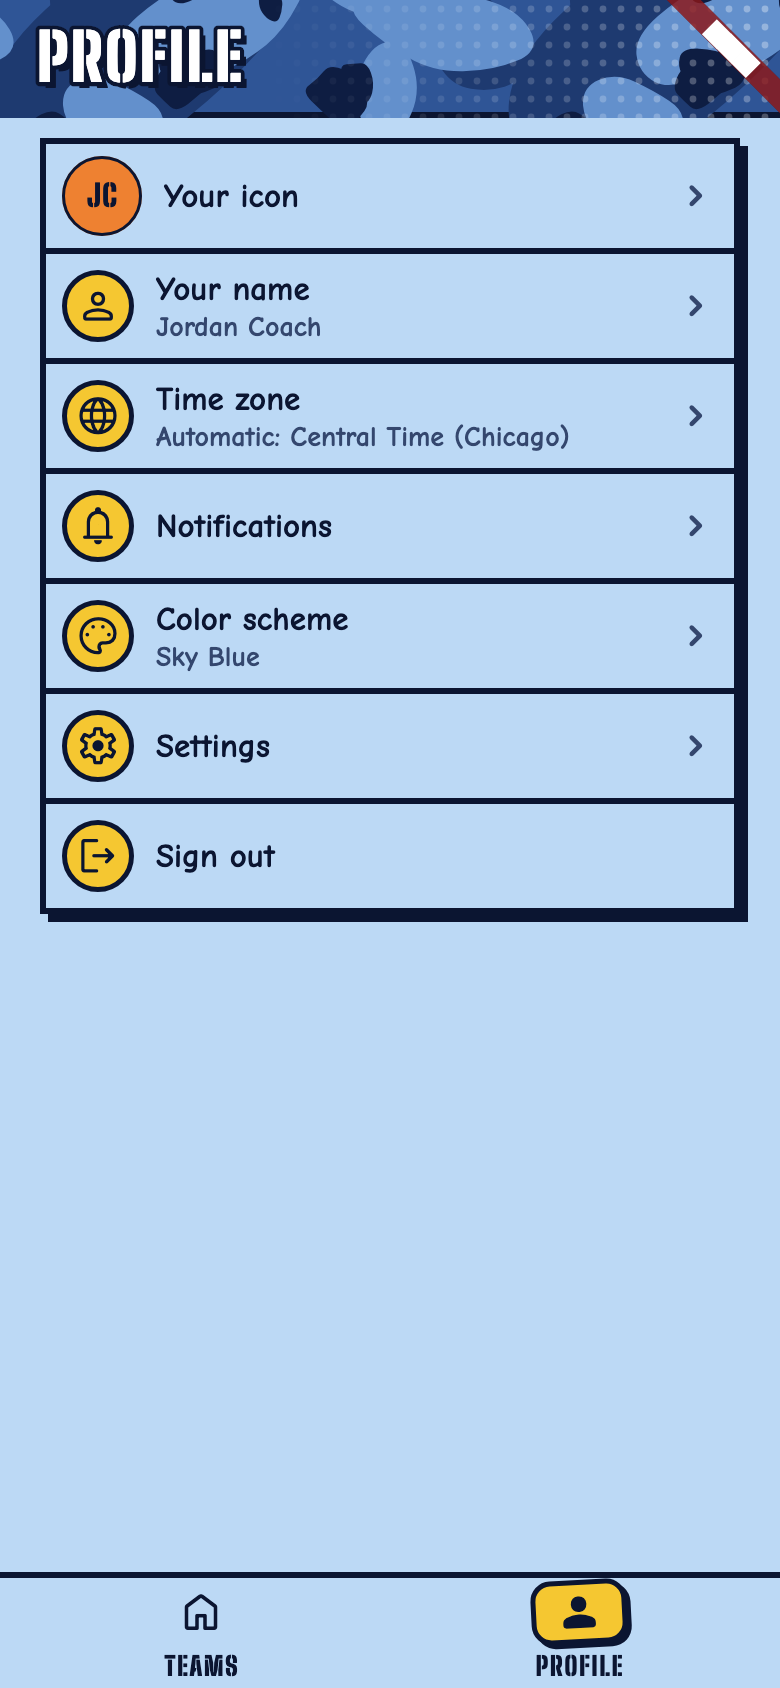 PROFILE
JC
Your icon
Your name
Jordan Coach
Time zone
Automatic: Central Time (Chicago)
Notifications
Color scheme
Sky Blue
Settings
Sign out
TEAMS
PROFILE